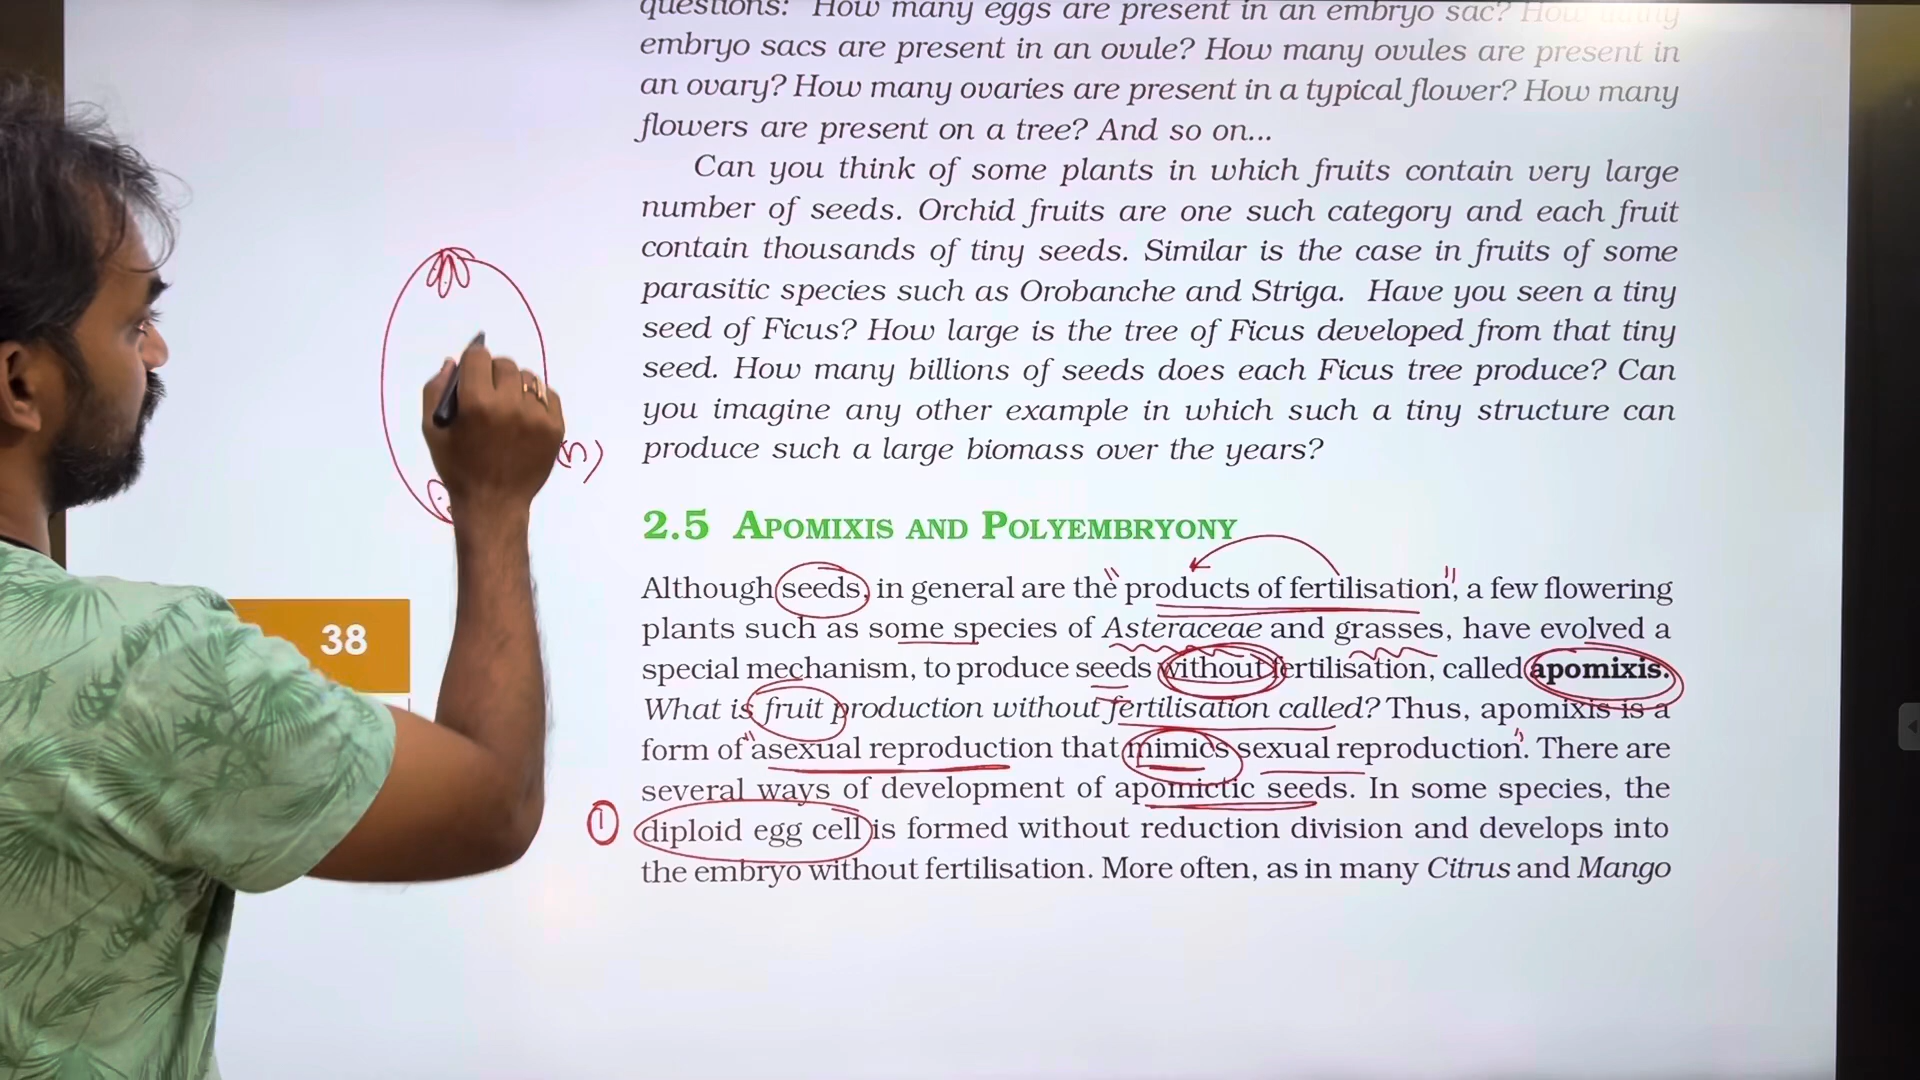 questions: How many eggs are present in an embryo sac? How many
embryo sacs are present in an ovule? How many ovules are present in
an ovary? How many ovaries are present in a typical flower? How many
flowers are present on a tree? And so on...
Can you think of some plants in which fruits contain very large
number of seeds. Orchid fruits are one such category and each fruit
contain thousands of tiny seeds. Similar is the case in fruits of some
parasitic species such as Orobanche and Striga. Have you seen a tiny
seed of Ficus? How large is the tree of Ficus developed from that tiny
seed. How many billions of seeds does each Ficus tree produce? Can
you imagine any other example in which such a tiny structure can
produce such a large biomass over the years?
(n)
2.5 APOMIXIS AND POLYEMBRYONY
Although seeds, in general are the "products of fertilisation", a few flowering
plants such as some species of Asteraceae and grasses, have evolved a
special mechanism, to produce seeds without fertilisation, called apomixis.
What is fruit production without fertilisation called? Thus, apomixis is a
form of "asexual reproduction that mimics sexual reproduction". There are
several ways of development of apomictic seeds. In some species, the
1 diploid egg cell is formed without reduction division and develops into
the embryo without fertilisation. More often, as in many Citrus and Mango
38